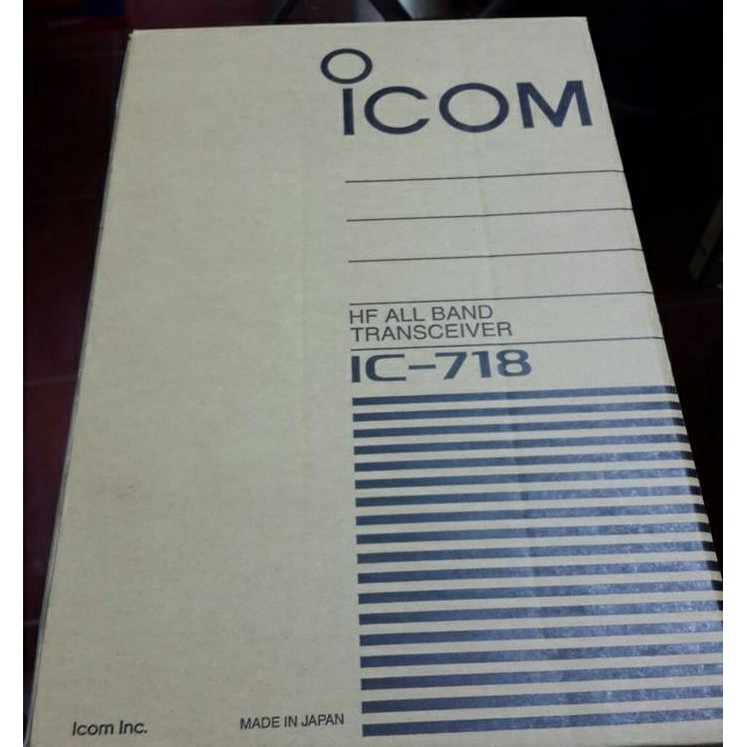 ICOM
HF ALL BAND
TRANSCEIVER
IC-718
Icom Inc.
MADE IN JAPAN